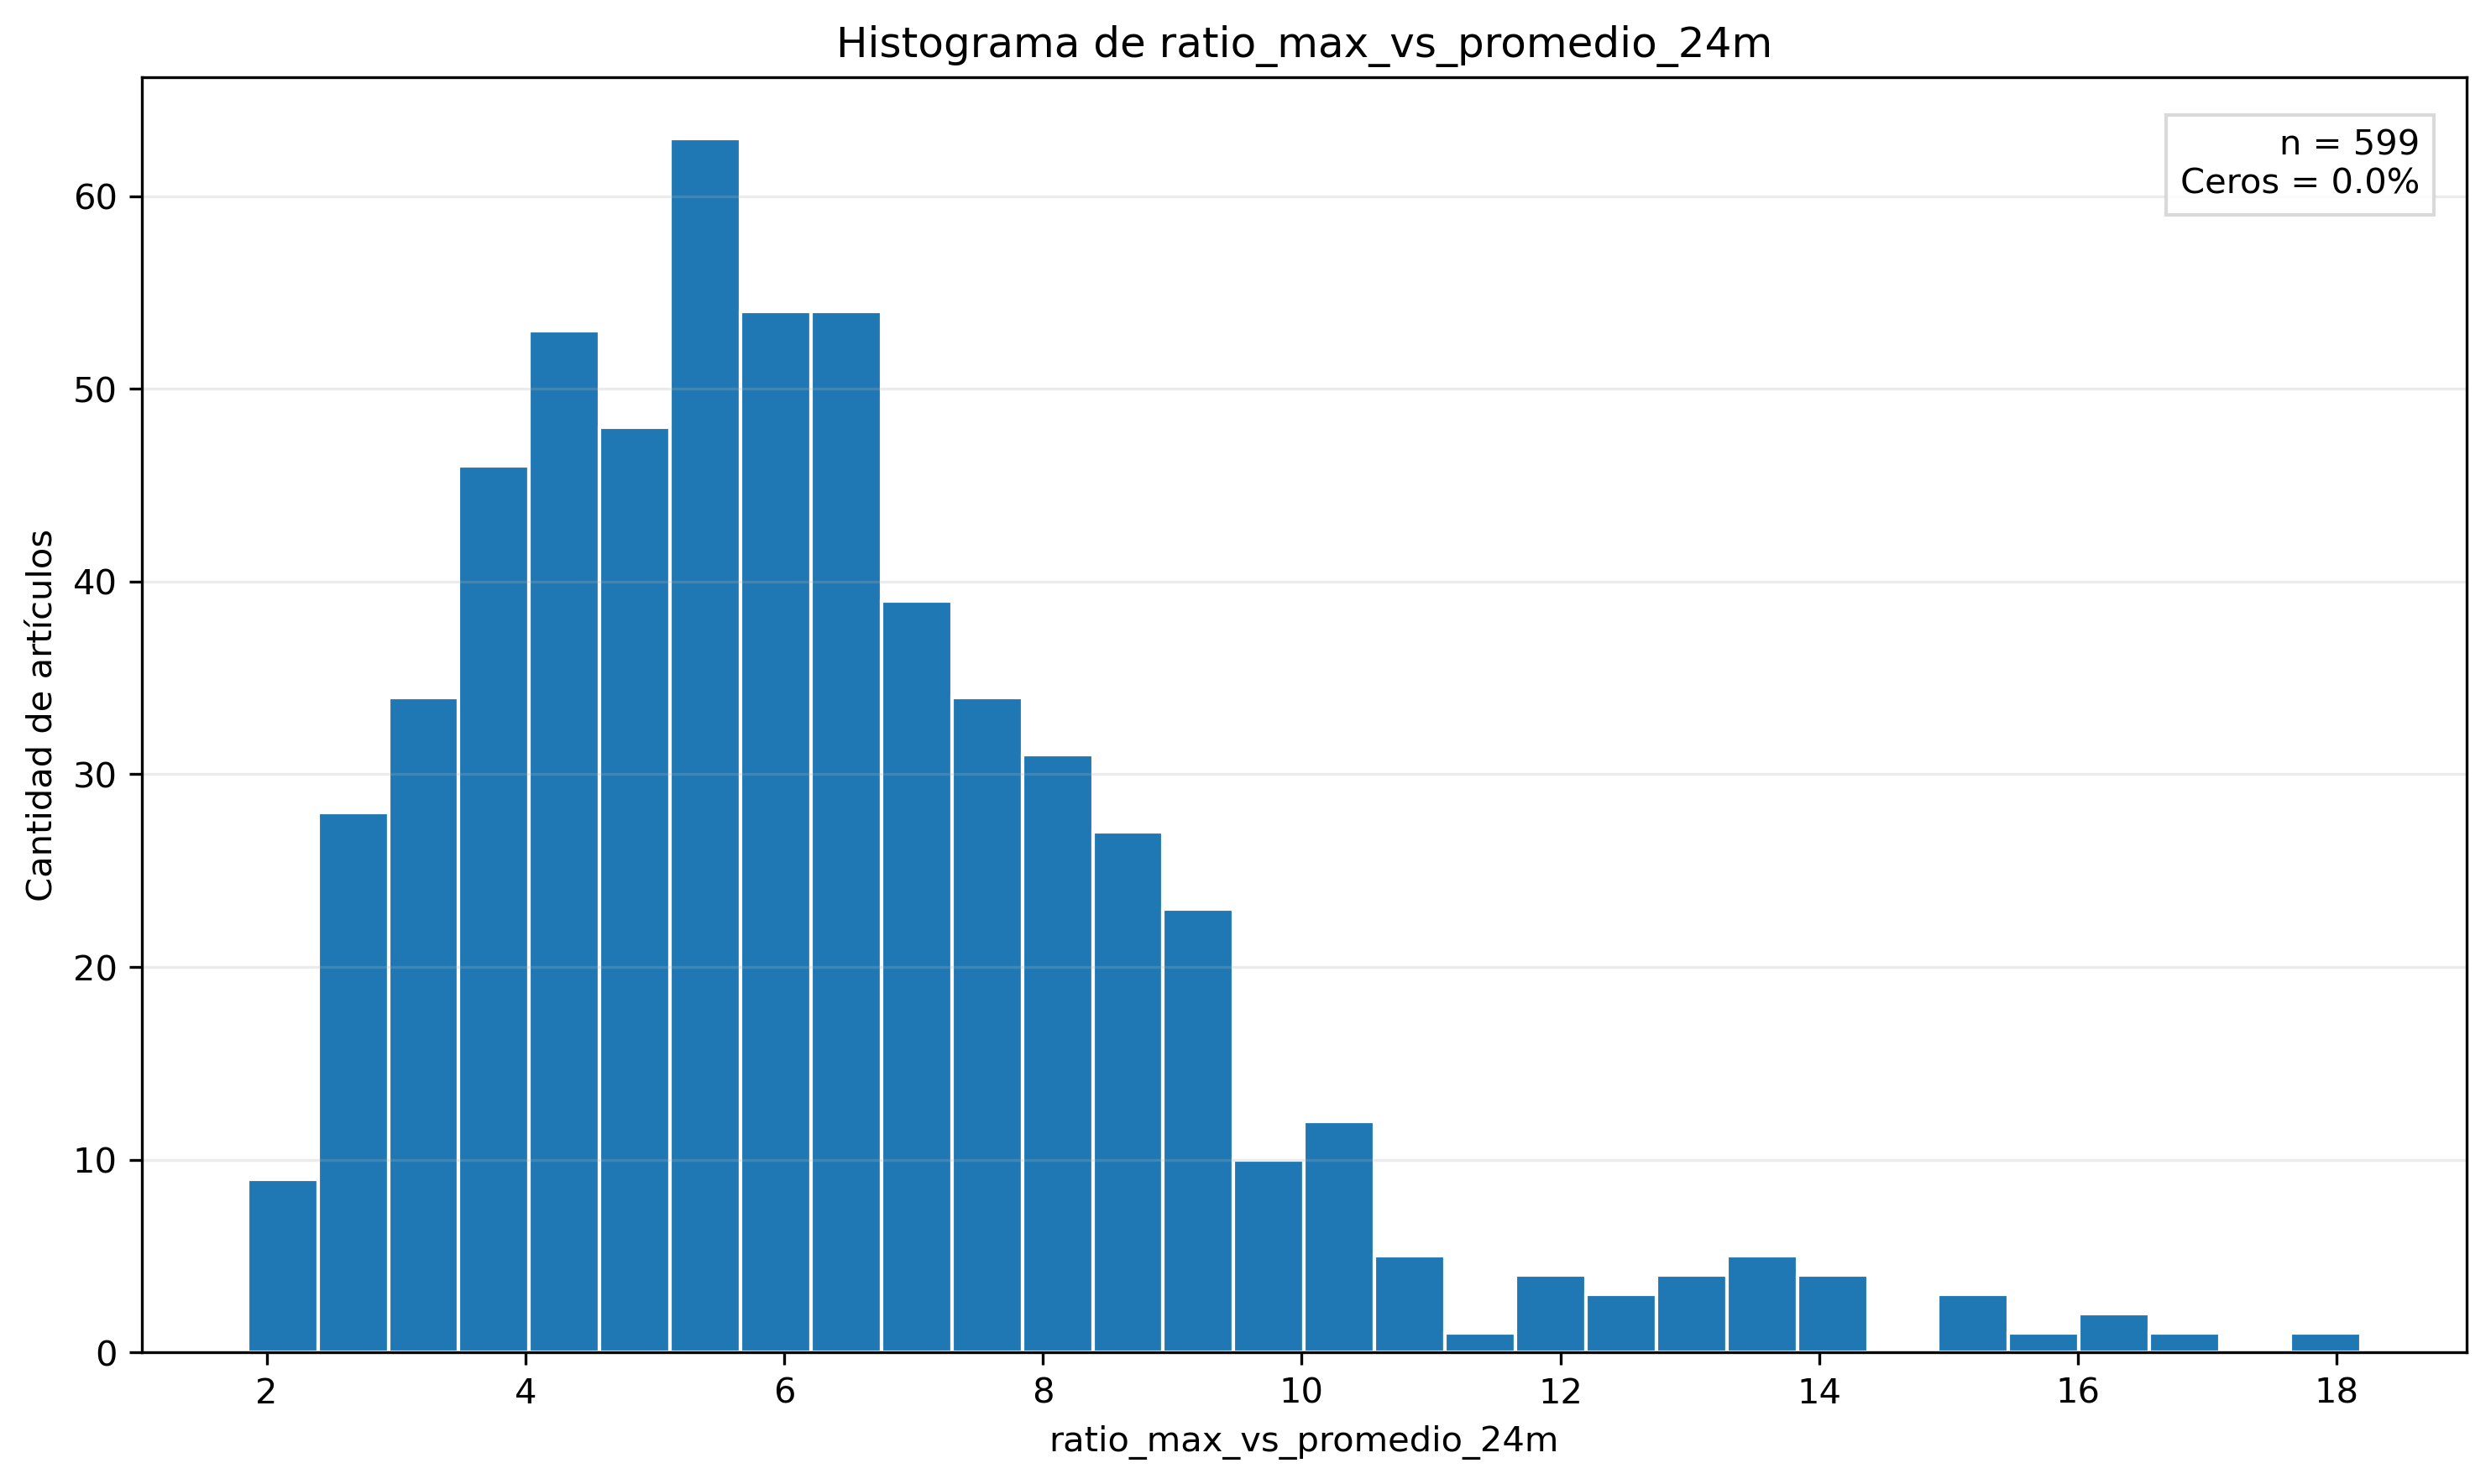 Histograma de ratio_max_vs_promedio_24m
n = 599
Ceros = 0.0%
60
50
40
30
20
10
0
Cantidad de artículos
2 4 6 8 10 12 14 16 18
ratio_max_vs_promedio_24m